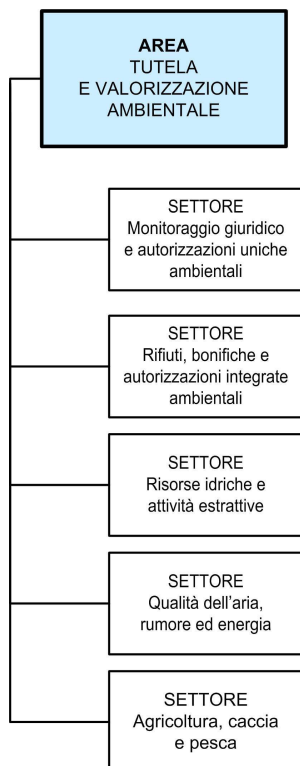 AREA
TUTELA
E VALORIZZAZIONE
AMBIENTALE
SETTORE
Monitoraggio giuridico
e autorizzazioni uniche
ambientali
SETTORE
Rifiuti, bonifiche e
autorizzazioni integrate
ambientali
SETTORE
Risorse idriche e
attività estrattive
SETTORE
Qualità dell'aria,
rumore ed energia
SETTORE
Agricoltura, caccia
e pesca